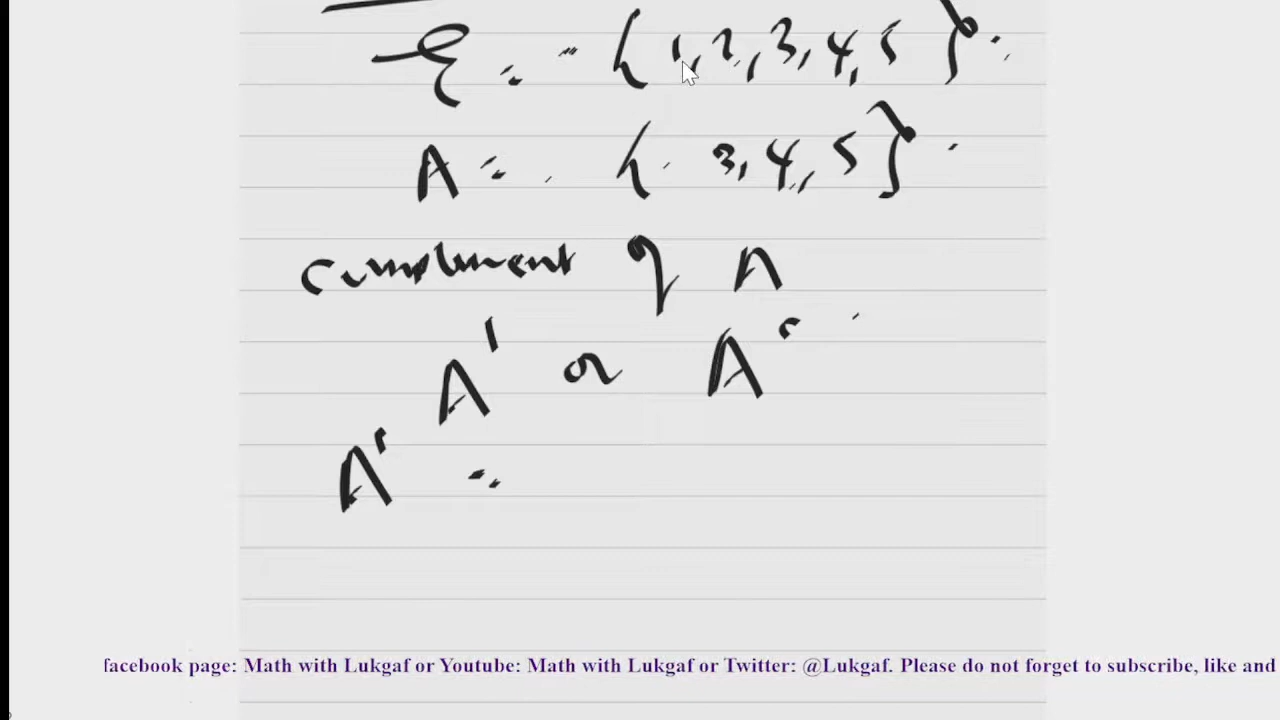 ξ = {1, 2, 3, 4, 5}.
A = {3, 4, 5}.
compliment of A
A' or Aᶜ
A' =
facebook page: Math with Lukgaf or Youtube: Math with Lukgaf or Twitter: @Lukgaf. Please do not forget to subscribe, like and